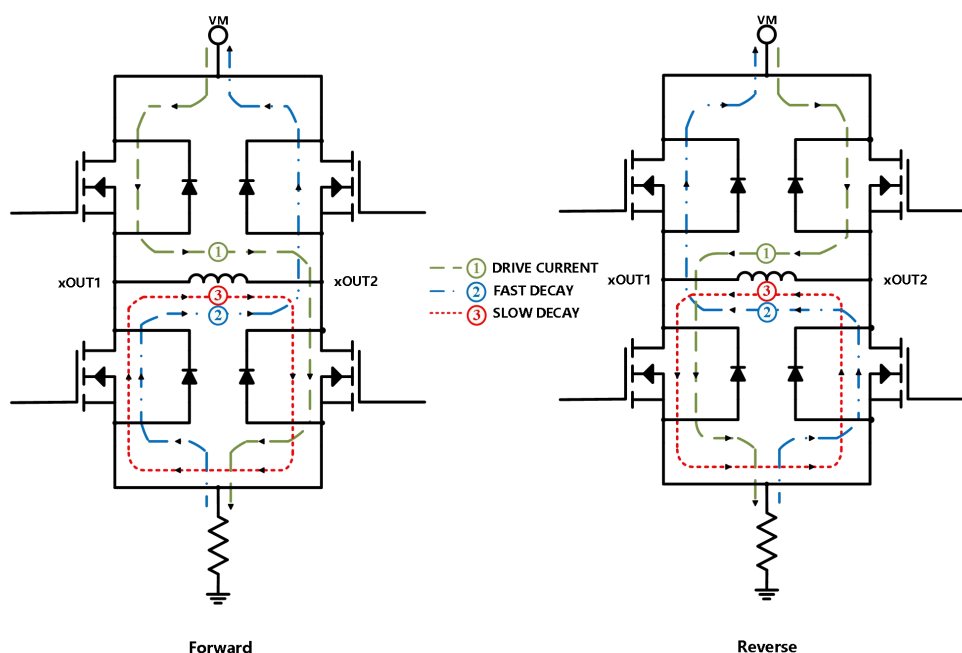 VM
VM
1
1
xOUT1
xOUT2
xOUT1
xOUT2
3
2
3
2
1 DRIVE CURRENT
2 FAST DECAY
3 SLOW DECAY
Forward
Reverse